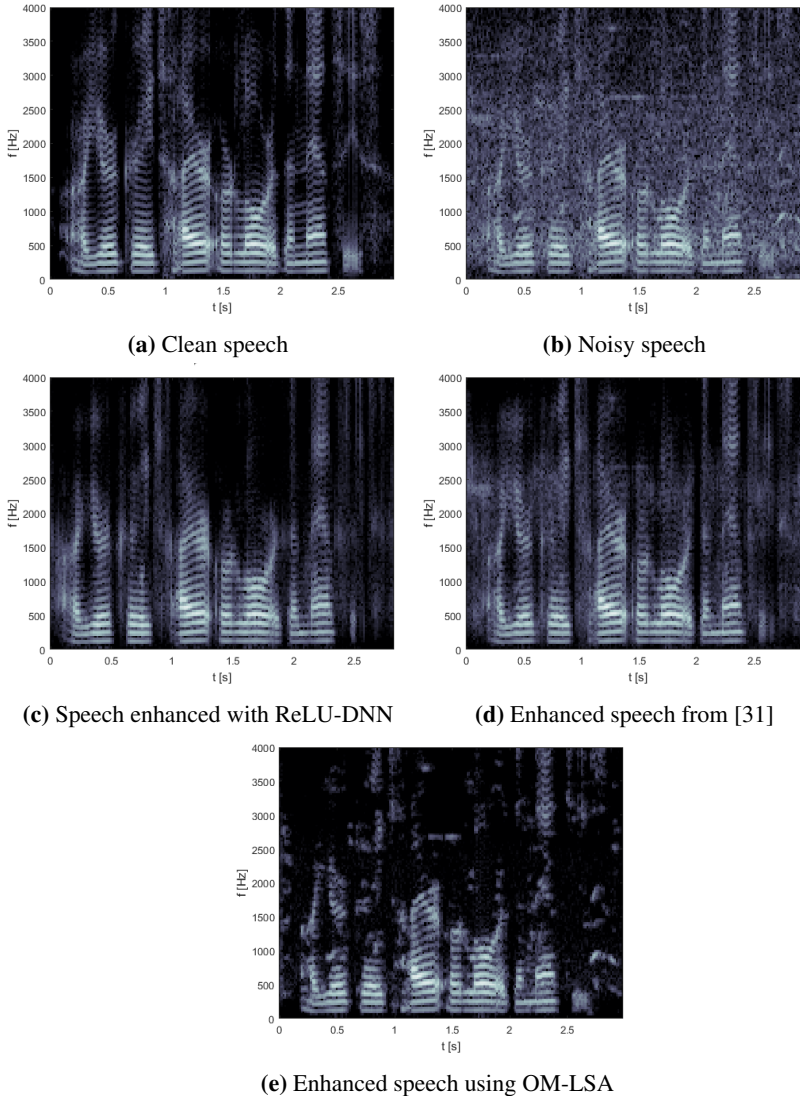 4000
3500
3000
2500
2000
1500
1000
500
0
f [Hz]
0 0.5 1 1.5 2 2.5
t [s]
(a) Clean speech
4000
3500
3000
2500
2000
1500
1000
500
0
f [Hz]
0 0.5 1 1.5 2 2.5
t [s]
(b) Noisy speech
4000
3500
3000
2500
2000
1500
1000
500
0
f [Hz]
0 0.5 1 1.5 2 2.5
t [s]
(c) Speech enhanced with ReLU-DNN
4000
3500
3000
2500
2000
1500
1000
500
0
f [Hz]
0 0.5 1 1.5 2 2.5
t [s]
(d) Enhanced speech from [31]
4000
3500
3000
2500
2000
1500
1000
500
0
f [Hz]
0 0.5 1 1.5 2 2.5
t [s]
(e) Enhanced speech using OM-LSA